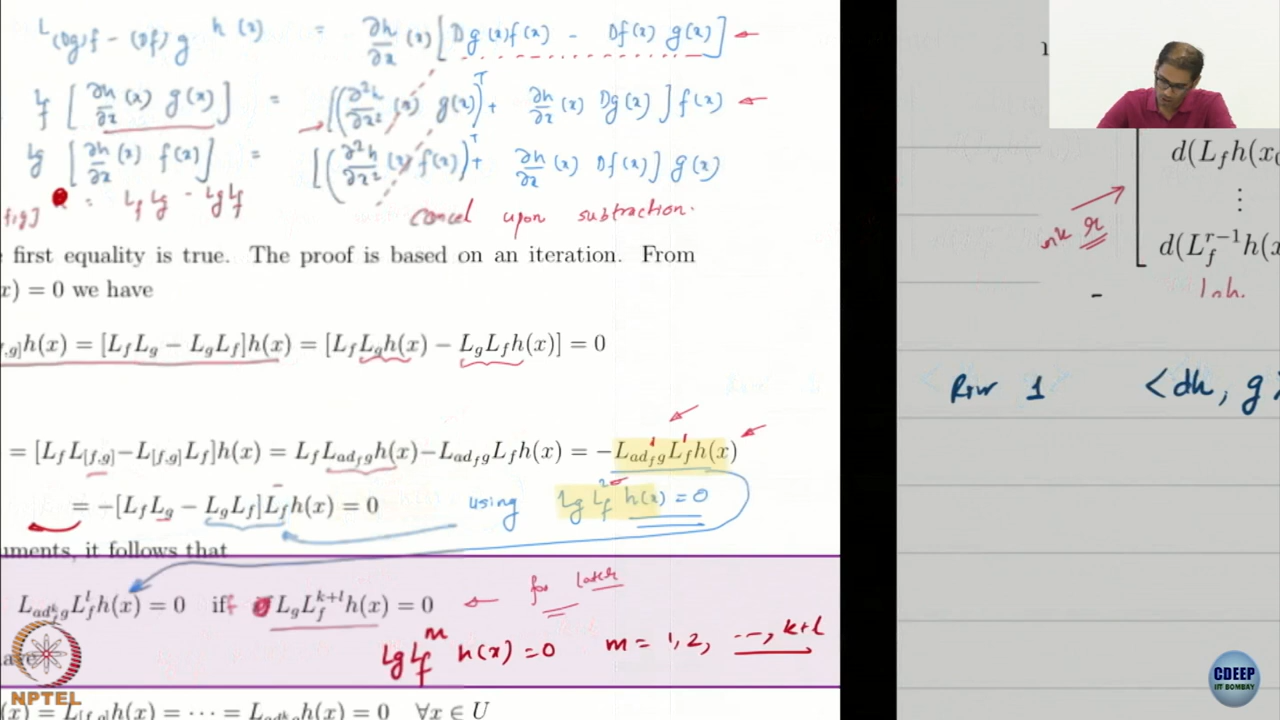 L(Dg)f − (Df)g h(x) = ∂h/∂x (x) [Dg(x)f(x) − Df(x) g(x)] ←
L_f [∂h/∂x (x) g(x)] = [(∂²h/∂x² (x) g(x))^T + ∂h/∂x (x) Dg(x)] f(x) ←
L_g [∂h/∂x (x) f(x)] = [(∂²h/∂x² (x) f(x))^T + ∂h/∂x (x) Df(x)] g(x)
f,g] = L_f L_g − L_g L_f
cancel upon subtraction.
first equality is true. The proof is based on an iteration. From
x) = 0 we have
,g]h(x) = [L_f L_g − L_g L_f]h(x) = [L_f L_g h(x) − L_g L_f h(x)] = 0
= [L_f L_[f,g] − L_[f,g] L_f]h(x) = L_f L_{ad_f g} h(x) − L_{ad_f g} L_f h(x) = −L_{ad_f^1 g} L_f^1 h(x)
= −[L_f L_g − L_g L_f]L_f h(x) = 0 using L_g L_f^2 h(x) = 0
uments, it follows that
L_{ad_f^k g} L_f^l h(x) = 0 iff L_g L_f^{k+l} h(x) = 0 ← for later
L_g L_f^m h(x) = 0 m = 1, 2, ..., k+l
(x) = L_[f,g] h(x) = ⋯ = h(x) = 0 ∀x ∈ U
d(L_f h(x_0
⋮
d(L_f^{r−1} h(x
r
Row 1 <dh, g>
NPTEL
CDEEP
IIT BOMBAY